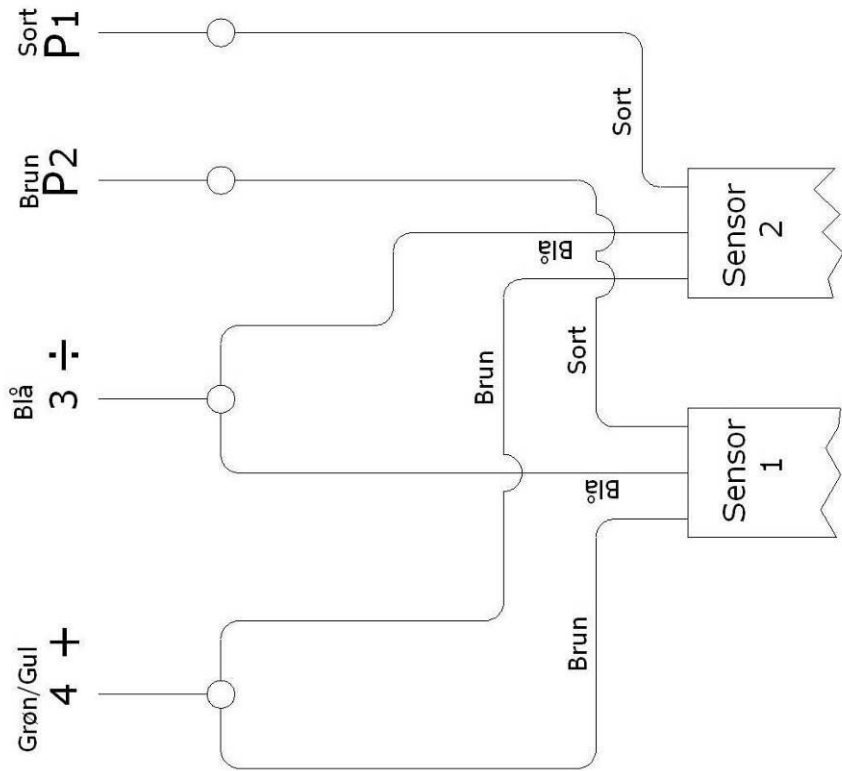 Grøn/Gul
4 +
Blå
3 ÷
Brun
P2
Sort
P1
Brun
Blå
Sort
Brun
Blå
Sort
Sensor
1
Sensor
2